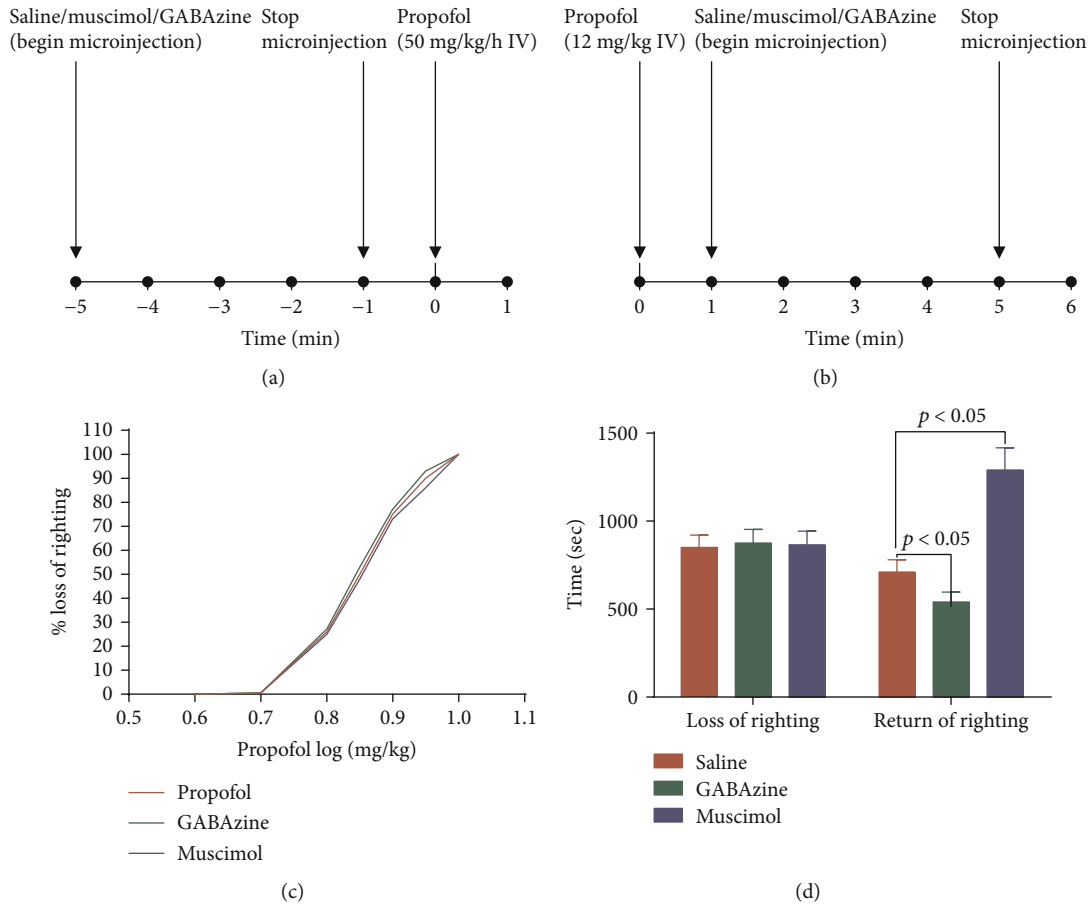 Saline/muscimol/GABAzine
(begin microinjection)
Stop
microinjection
Propofol
(50 mg/kg/h IV)
−5 −4 −3 −2 −1 0 1
Time (min)
(a)
Propofol
(12 mg/kg IV)
Saline/muscimol/GABAzine
(begin microinjection)
Stop
microinjection
0 1 2 3 4 5 6
Time (min)
(b)
% loss of righting
110
100
90
80
70
60
50
40
30
20
10
0
0.5 0.6 0.7 0.8 0.9 1.0 1.1
Propofol log (mg/kg)
Propofol
GABAzine
Muscimol
(c)
Time (sec)
1500
1000
500
0
p < 0.05
p < 0.05
Loss of righting Return of righting
Saline
GABAzine
Muscimol
(d)